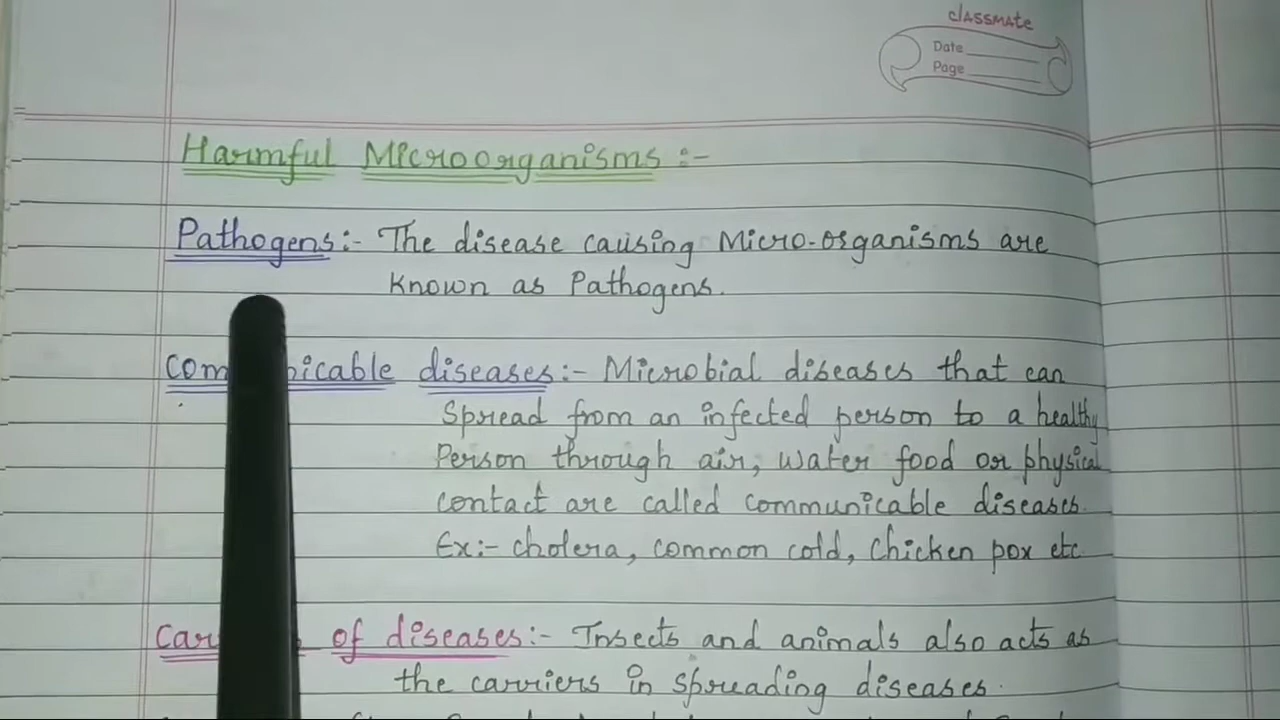 classmate
Date
Page
Harmful Microorganisms :-
Pathogens:- The disease causing Micro-organisms are
known as Pathogens.
diseases:- Microbial diseases that can
Spread from an infected person to a healthy
Person through air, water food or physical
contact are called communicable diseases.
Ex:- cholera, common cold, chicken pox etc
of diseases:- Insects and animals also acts as
the carriers in spreading diseases.